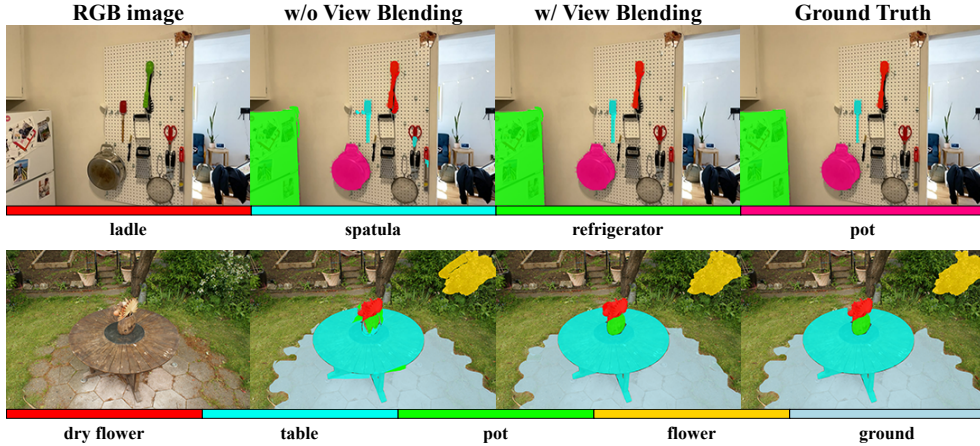 RGB image w/o View Blending w/ View Blending Ground Truth
ladle spatula refrigerator pot
dry flower table pot flower ground